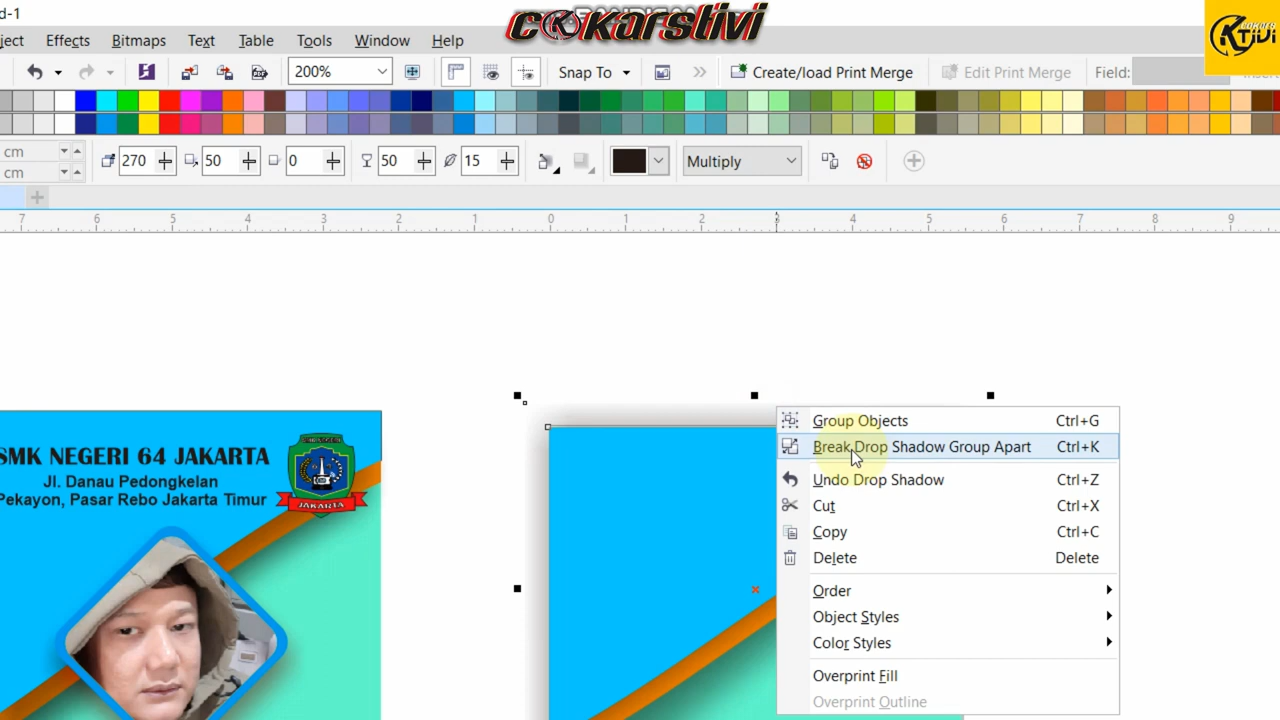 d-1
cokarstivi
KTiVi
ject Effects Bitmaps Text Table Tools Window Help
200% Snap To Create/load Print Merge Edit Print Merge Field:
cm 270 50 0 50 15 Multiply
cm
7 6 5 4 3 2 1 0 1 2 3 4 5 6 7 8 9
SMK NEGERI 64 JAKARTA
Jl. Danau Pedongkelan
Pekayon, Pasar Rebo Jakarta Timur
JAKARTA
Group Objects Ctrl+G
Break Drop Shadow Group Apart Ctrl+K
Undo Drop Shadow Ctrl+Z
Cut Ctrl+X
Copy Ctrl+C
Delete Delete
Order
Object Styles
Color Styles
Overprint Fill
Overprint Outline